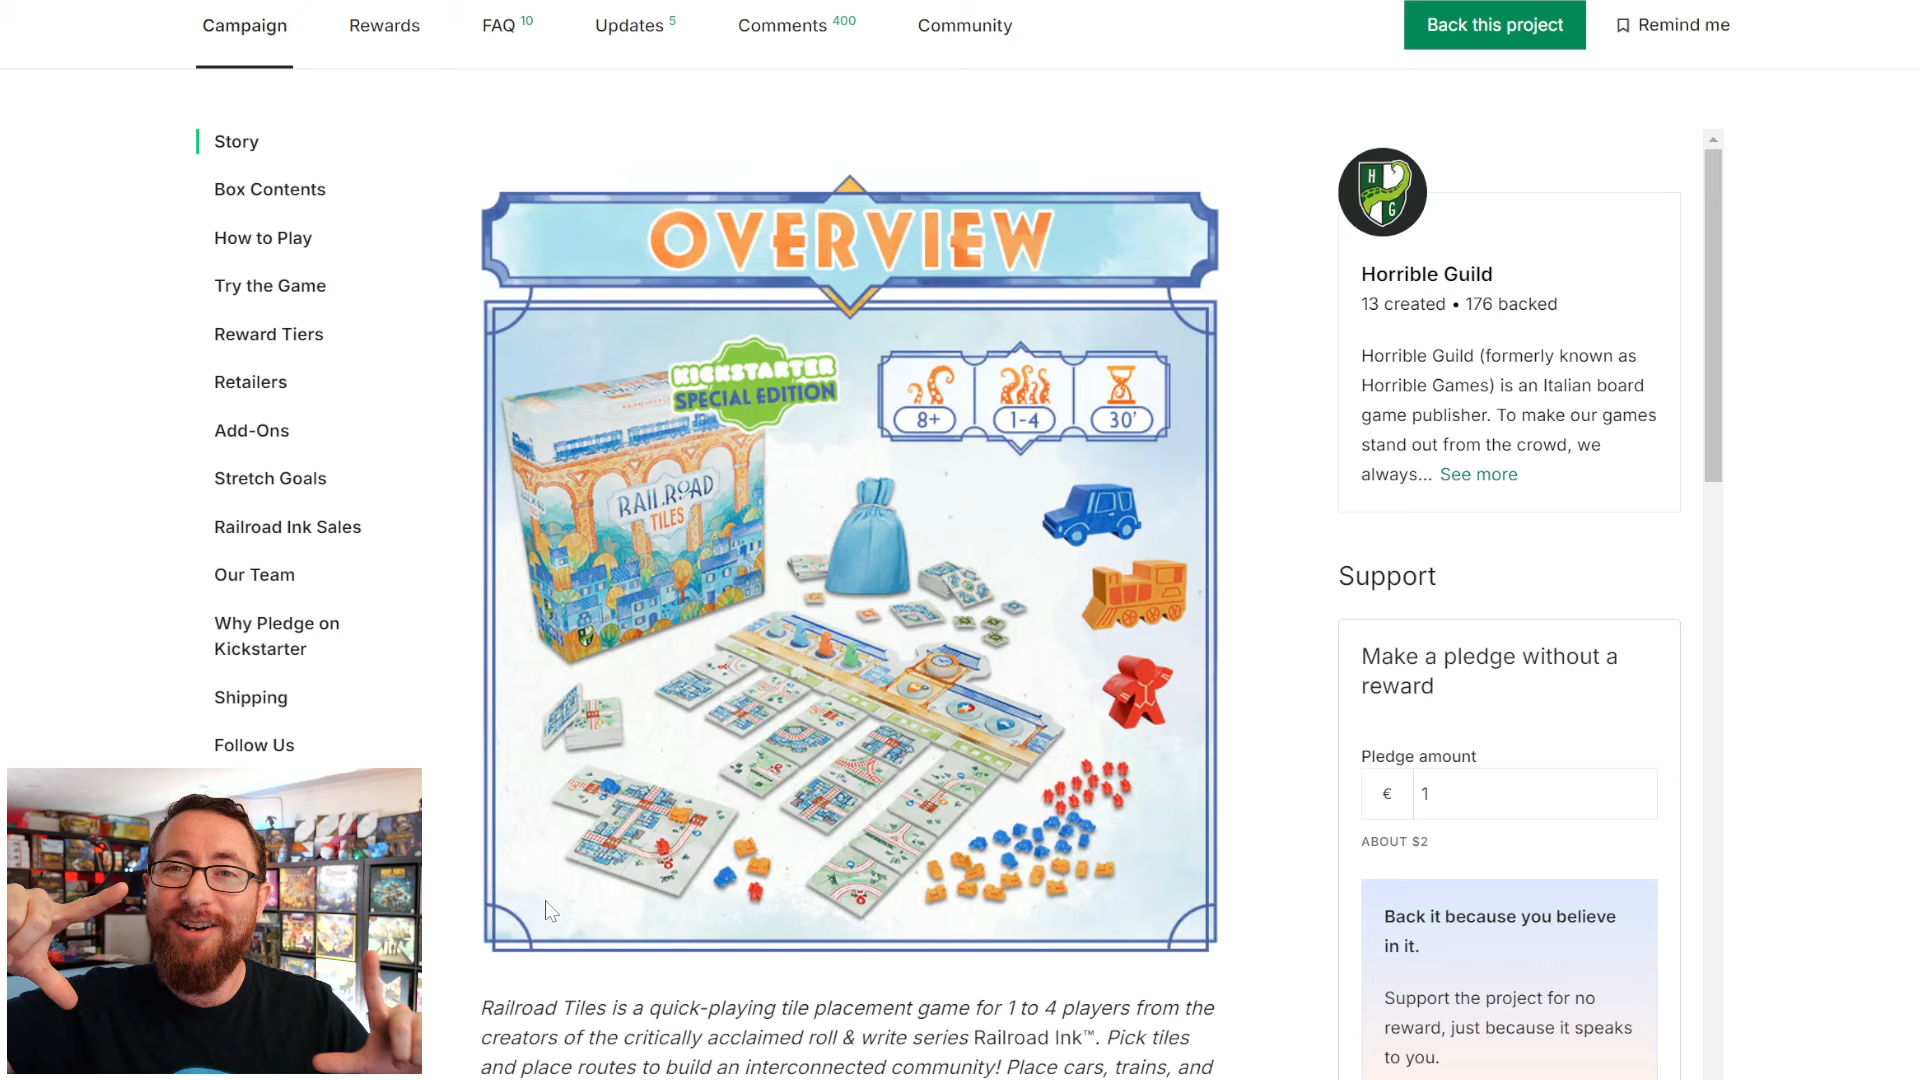 Campaign
Rewards
FAQ 10
Updates 5
Comments 400
Community
Back this project
Remind me
Story
Box Contents
How to Play
Try the Game
Reward Tiers
Retailers
Add-Ons
Stretch Goals
Railroad Ink Sales
Our Team
Why Pledge on
Kickstarter
Shipping
Follow Us
OVERVIEW
KICKSTARTER
SPECIAL EDITION
8+
1-4
30'
RAILROAD
TILES
Railroad Tiles is a quick-playing tile placement game for 1 to 4 players from the
creators of the critically acclaimed roll & write series Railroad Ink™. Pick tiles
and place routes to build an interconnected community! Place cars, trains, and
H
G
Horrible Guild
13 created • 176 backed
Horrible Guild (formerly known as
Horrible Games) is an Italian board
game publisher. To make our games
stand out from the crowd, we
always... See more
Support
Make a pledge without a
reward
Pledge amount
€ 1
ABOUT $2
Back it because you believe
in it.
Support the project for no
reward, just because it speaks
to you.